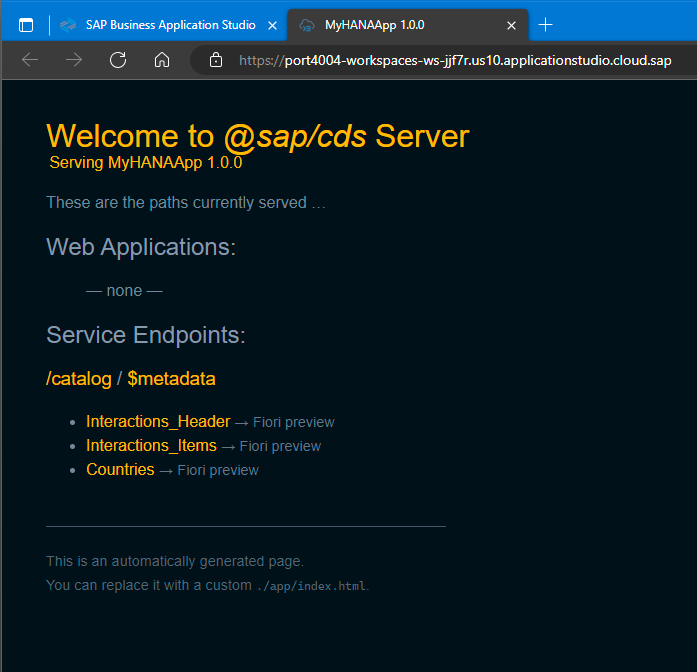 SAP Business Application Studio
MyHANAApp 1.0.0
https://port4004-workspaces-ws-jjf7r.us10.applicationstudio.cloud.sap
Welcome to @sap/cds Server
Serving MyHANAApp 1.0.0
These are the paths currently served …
Web Applications:
— none —
Service Endpoints:
/catalog / $metadata
Interactions_Header → Fiori preview
Interactions_Items → Fiori preview
Countries → Fiori preview
This is an automatically generated page.
You can replace it with a custom ./app/index.html.